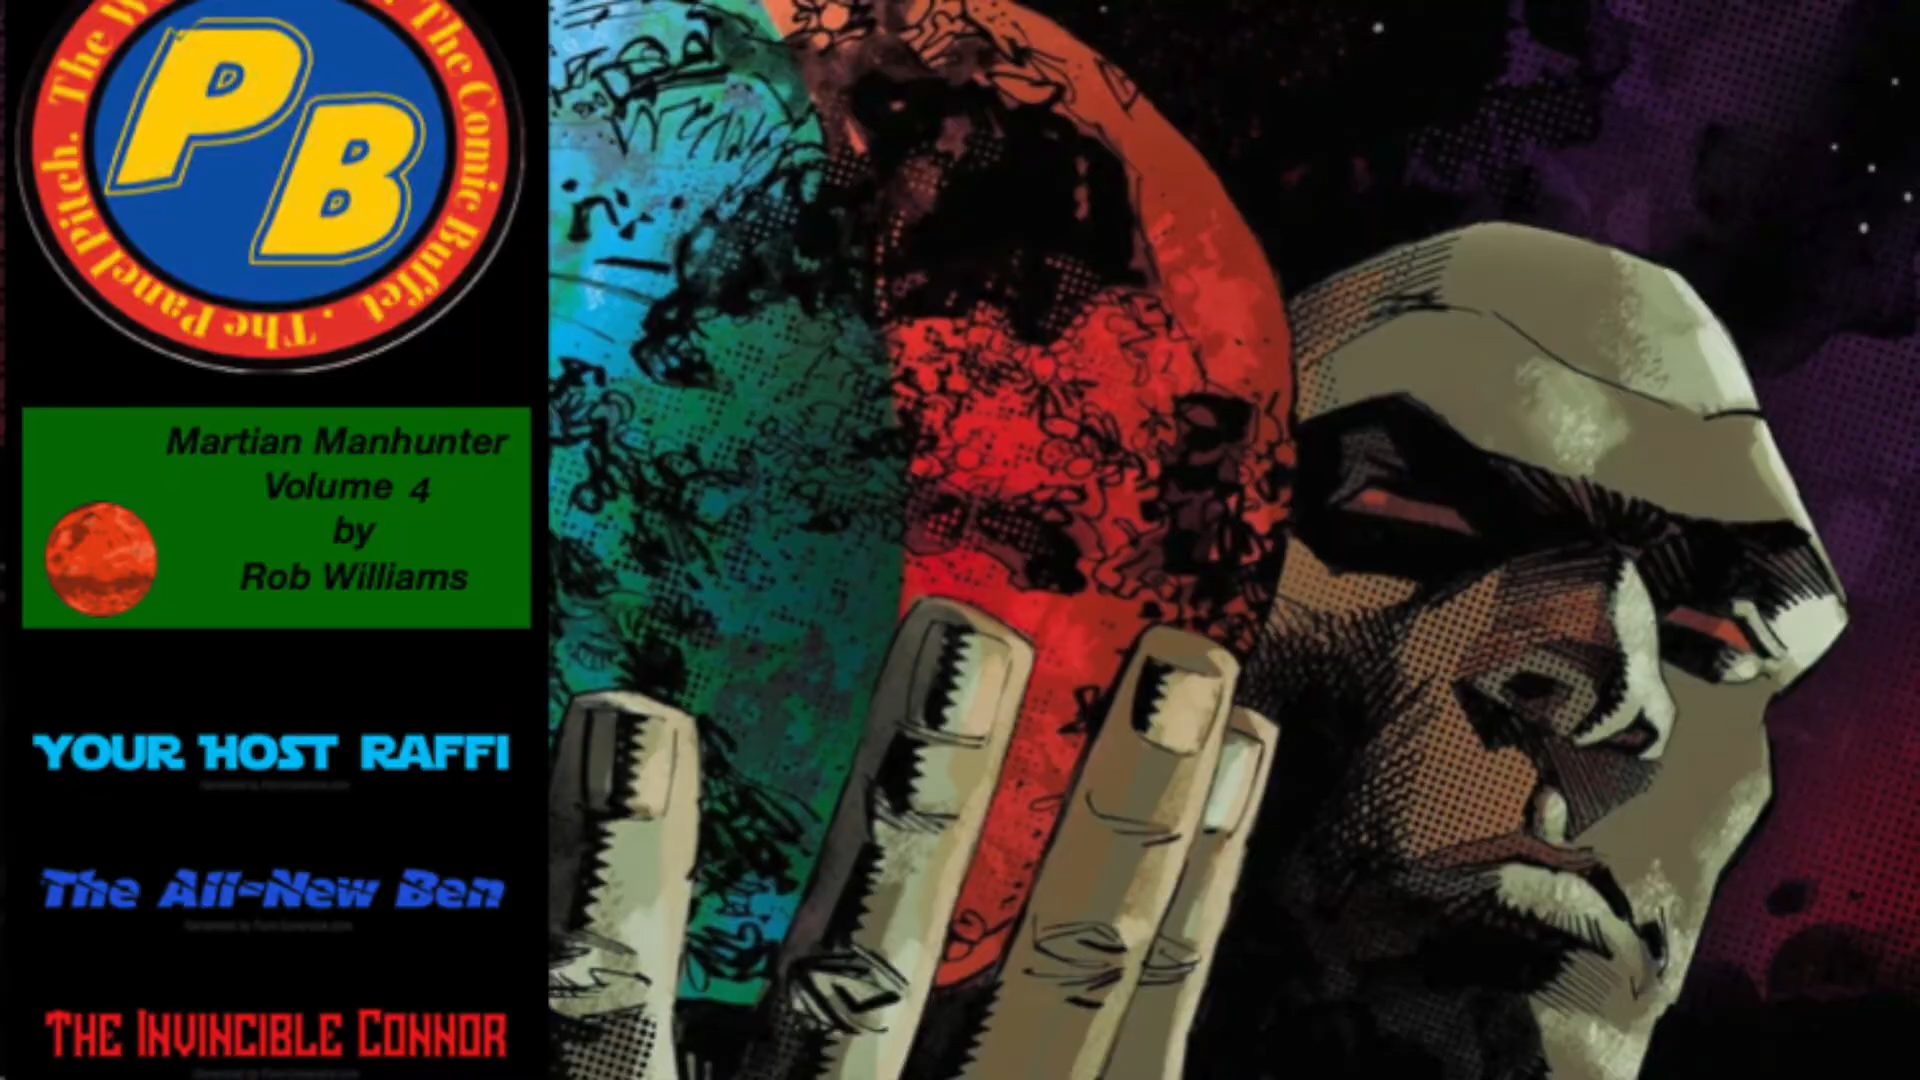 The W
The Comic Buffet .
The Panel Pitch.
PB
Martian Manhunter
Volume 4
by
Rob Williams
YOUR HOST RAFFI
The All-New Ben
THE INVINCIBLE CONNOR